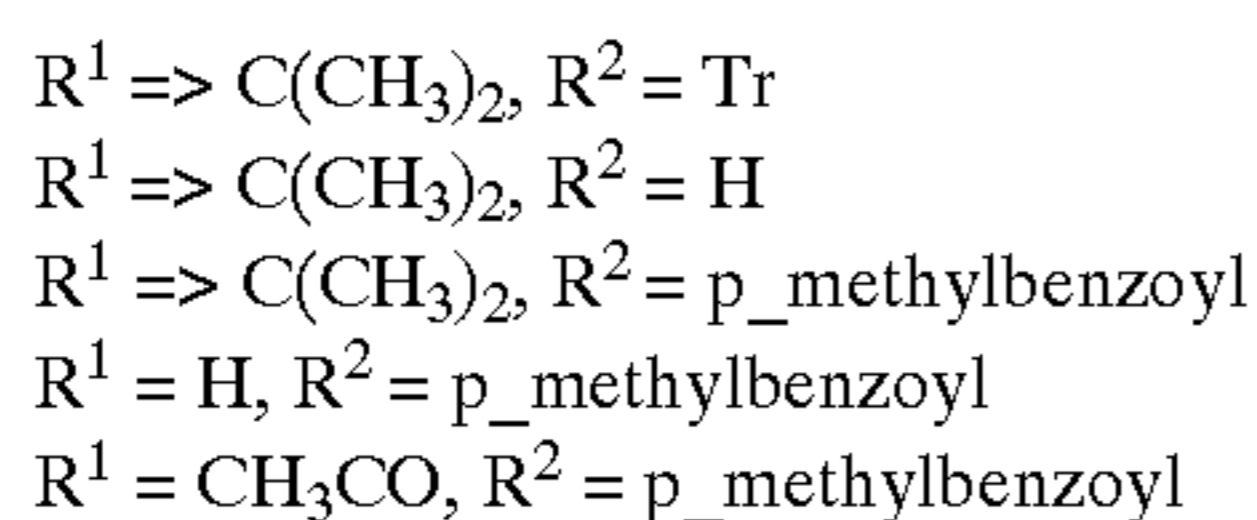 R¹ => C(CH₃)₂, R² = Tr
R¹ => C(CH₃)₂, R² = H
R¹ => C(CH₃)₂, R² = p_methylbenzoyl
R¹ = H, R² = p_methylbenzoyl
R¹ = CH₃CO, R² = p_methylbenzoyl